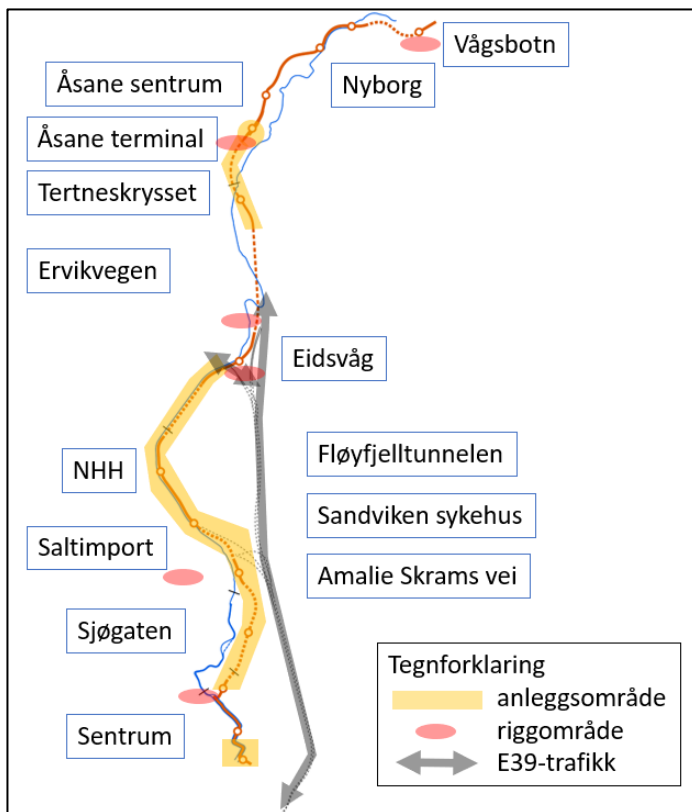 Vågsbotn
Nyborg
Åsane sentrum
Åsane terminal
Tertneskrysset
Ervikvegen
Eidsvåg
Fløyfjelltunnelen
NHH
Sandviken sykehus
Saltimport
Amalie Skrams vei
Sjøgaten
Sentrum
Tegnforklaring
anleggsområde
riggområde
E39-trafikk